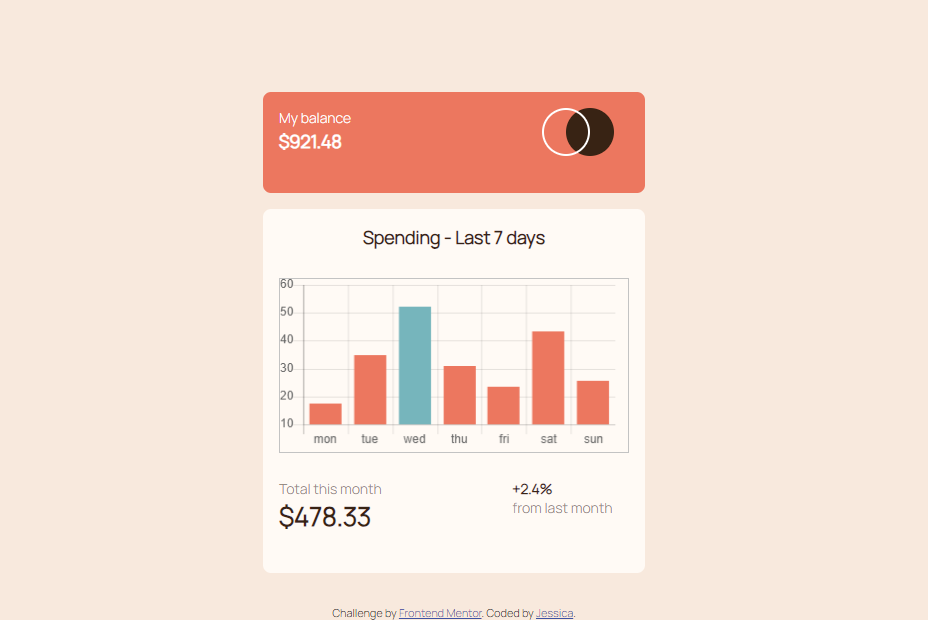 My balance
$921.48
Spending - Last 7 days
60
50
40
30
20
10
mon tue wed thu fri sat sun
Total this month
$478.33
+2.4%
from last month
Challenge by Frontend Mentor. Coded by Jessica.